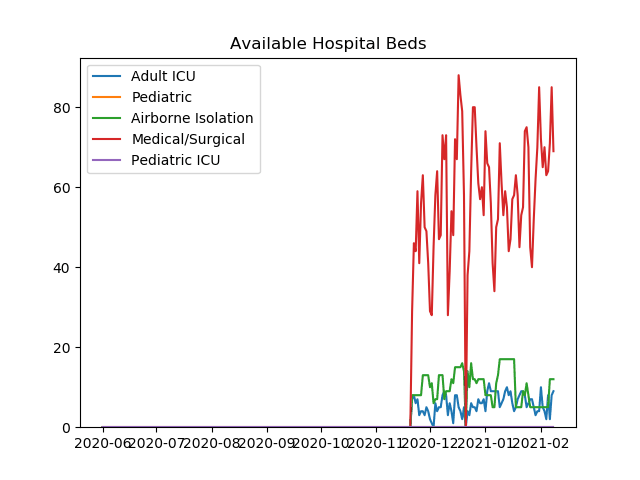 Available Hospital Beds
Adult ICU
Pediatric
Airborne Isolation
Medical/Surgical
Pediatric ICU
80
60
40
20
0
2020-06 2020-07 2020-08 2020-09 2020-10 2020-11 2020-12 2021-01 2021-02